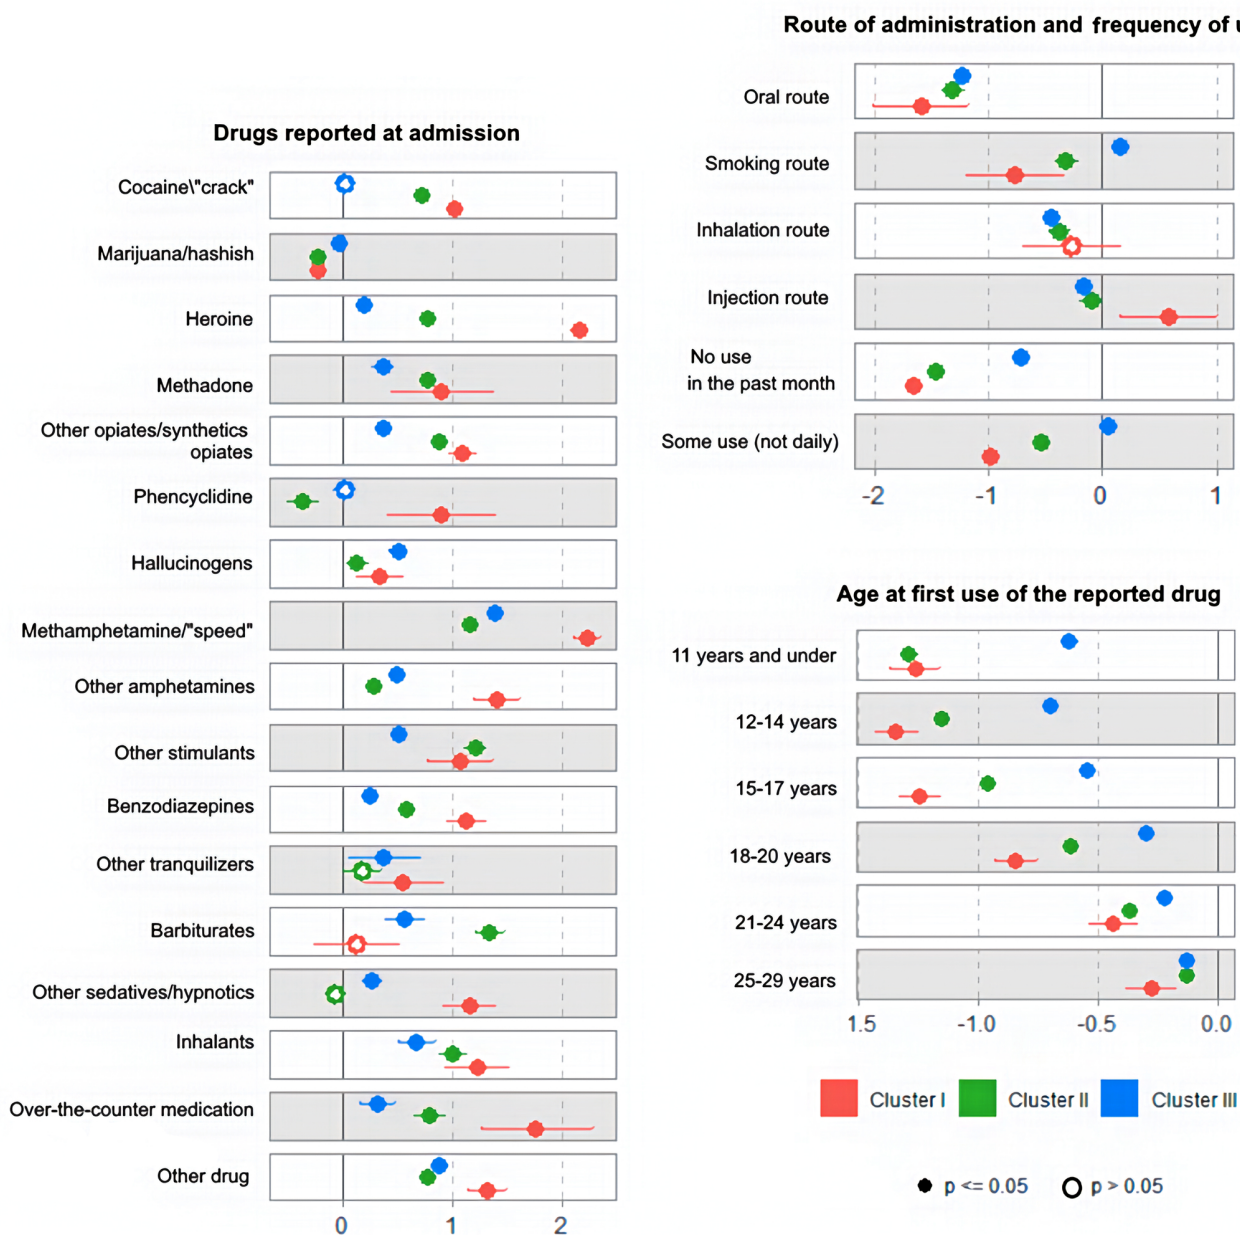 Route of administration and frequency of u
Oral route
Smoking route
Inhalation route
Injection route
No use
in the past month
Some use (not daily)
-2 -1 0 1
Drugs reported at admission
Cocaine\"crack"
Marijuana/hashish
Heroine
Methadone
Other opiates/synthetics
opiates
Phencyclidine
Hallucinogens
Methamphetamine/"speed"
Other amphetamines
Other stimulants
Benzodiazepines
Other tranquilizers
Barbiturates
Other sedatives/hypnotics
Inhalants
Over-the-counter medication
Other drug
0 1 2
Age at first use of the reported drug
11 years and under
12-14 years
15-17 years
18-20 years
21-24 years
25-29 years
1.5 -1.0 -0.5 0.0
Cluster I Cluster II Cluster III
p <= 0.05 p > 0.05